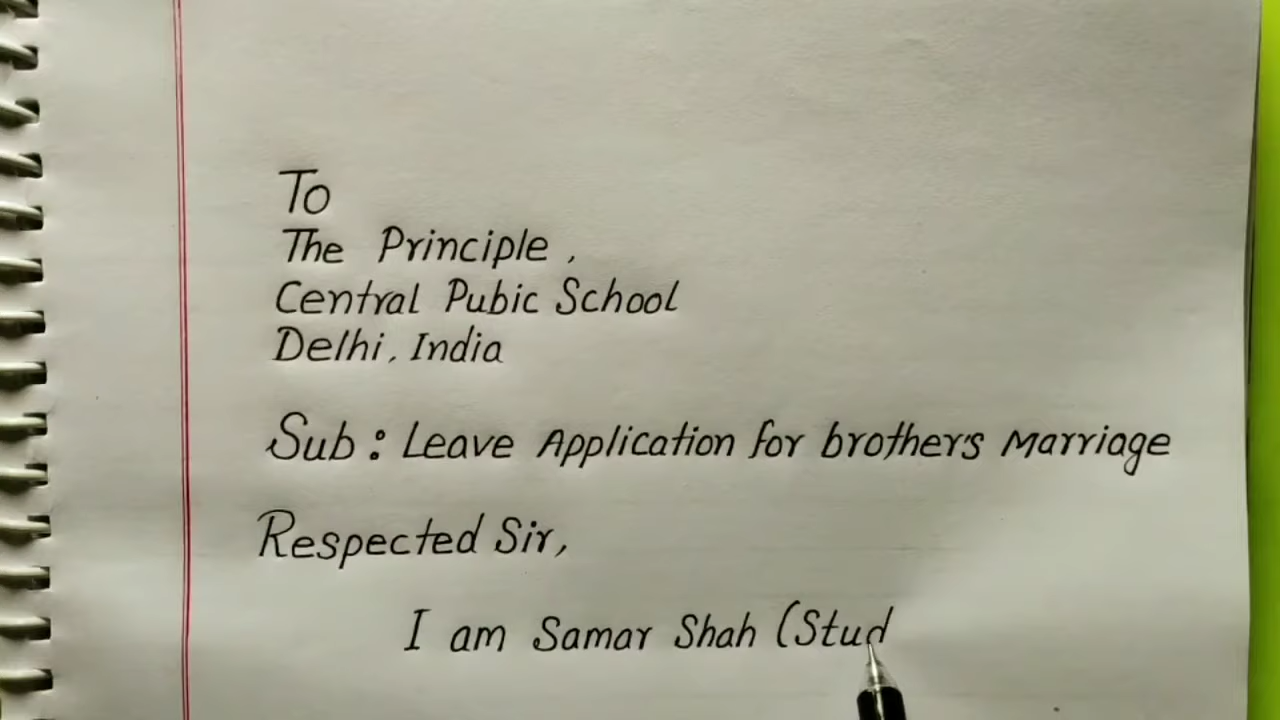 To
The Principle,
Central Pubic School
Delhi, India
Sub: Leave Application for brother's Marriage
Respected Sir,
I am Samar Shah (Stud